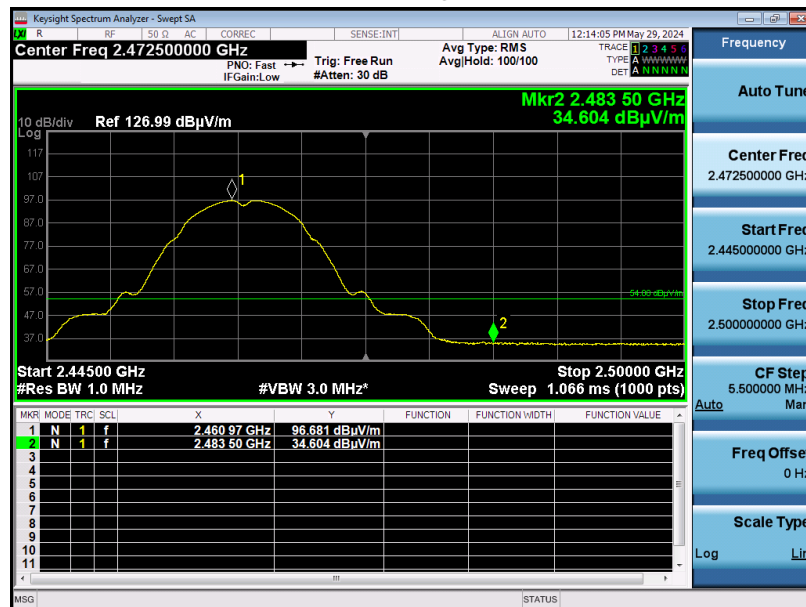 Keysight Spectrum Analyzer - Swept SA
LXI R RF 50 Ω AC CORREC SENSE:INT ALIGN AUTO 12:14:05 PM May 29, 2024
Center Freq 2.472500000 GHz
PNO: Fast
IFGain:Low
Trig: Free Run
#Atten: 30 dB
Avg Type: RMS
Avg|Hold: 100/100
TRACE 1 2 3 4 5 6
TYPE A WWWWW
DET A N N N N N
Mkr2 2.483 50 GHz
34.604 dBµV/m
10 dB/div Ref 126.99 dBµV/m
Log
117
107
97.0
87.0
77.0
67.0
57.0
47.0
37.0
1
54.00 dBµV/m
2
Start 2.44500 GHz Stop 2.50000 GHz
#Res BW 1.0 MHz #VBW 3.0 MHz* Sweep 1.066 ms (1000 pts)
MKR MODE TRC SCL X Y FUNCTION FUNCTION WIDTH FUNCTION VALUE
1 N 1 f 2.460 97 GHz 96.681 dBµV/m
2 N 1 f 2.483 50 GHz 34.604 dBµV/m
3
4
5
6
7
8
9
10
11
MSG STATUS
Frequency
Auto Tune
Center Freq
2.472500000 GHz
Start Freq
2.445000000 GHz
Stop Freq
2.500000000 GHz
CF Step
5.500000 MHz
Auto Man
Freq Offset
0 Hz
Scale Type
Log Lin